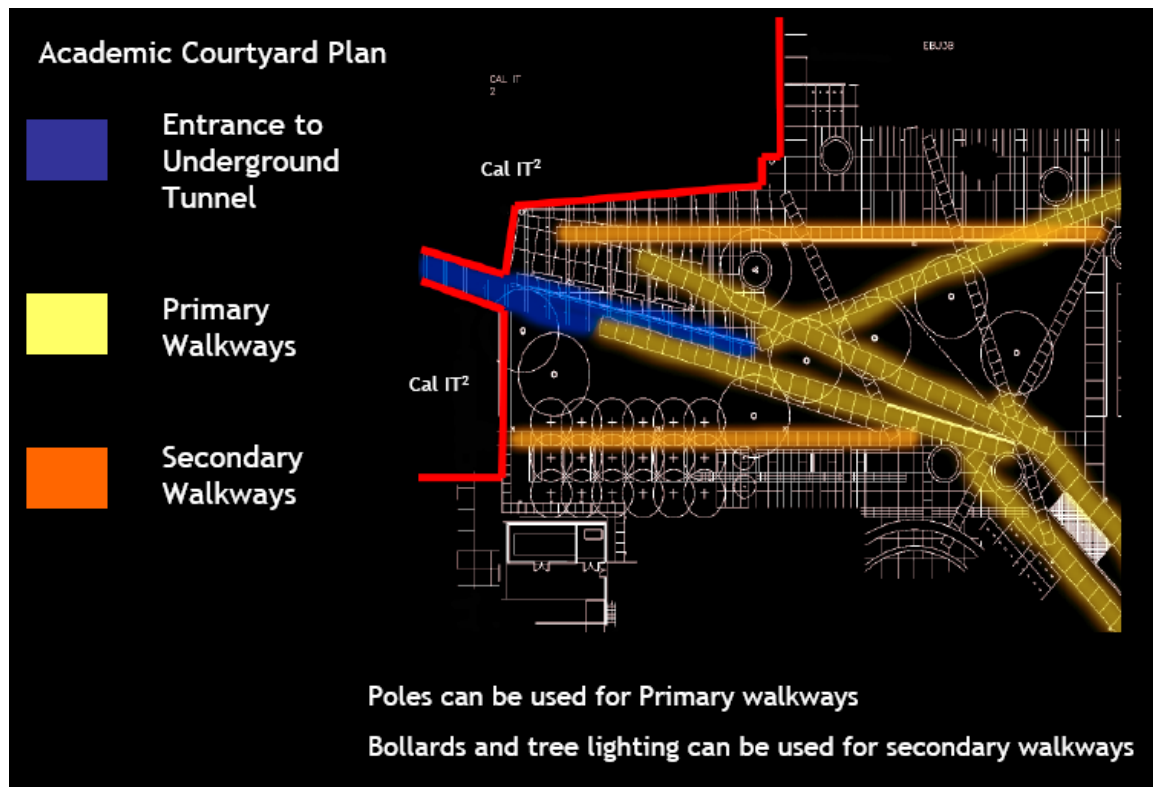 Academic Courtyard Plan
Entrance to
Underground
Tunnel
Primary
Walkways
Secondary
Walkways
CAL IT
2
EBU3B
Cal IT²
Cal IT²
Poles can be used for Primary walkways
Bollards and tree lighting can be used for secondary walkways